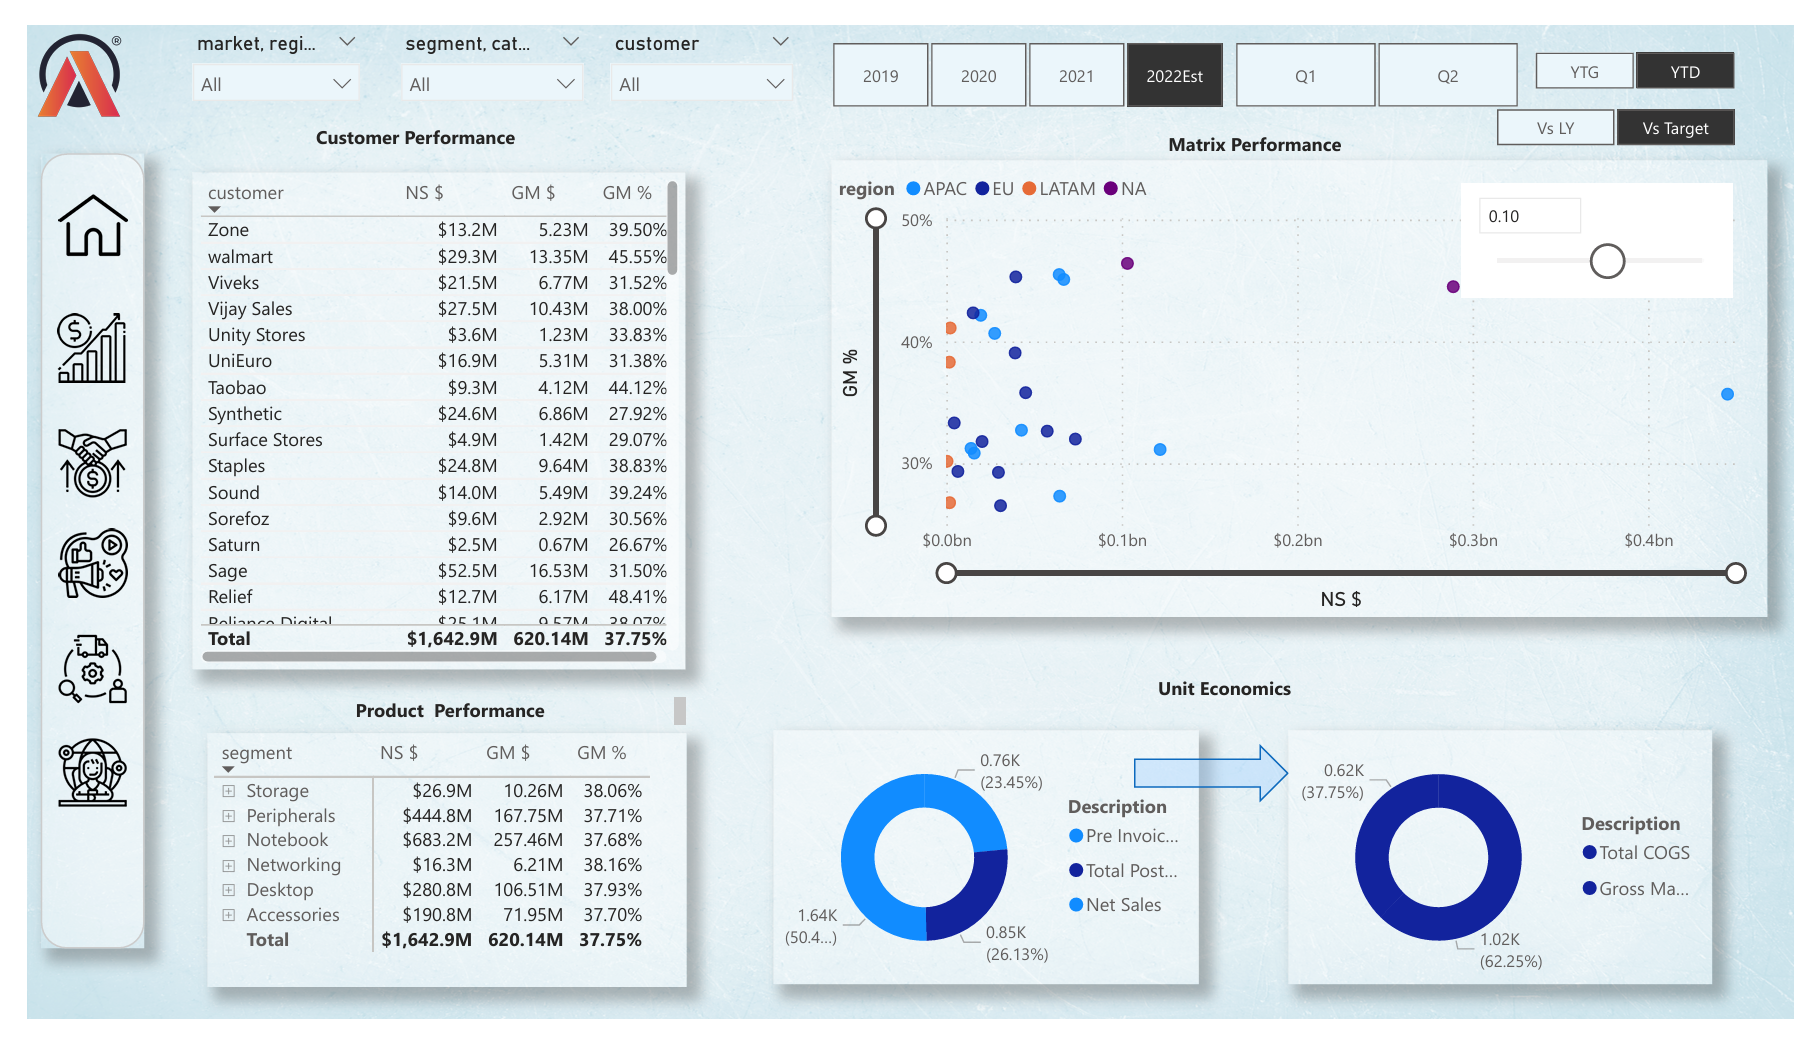 ®
market, regi...
segment, cat...
customer
All
All
All
2019
2020
2021
2022Est
Q1
Q2
YTG
YTD
Vs LY
Vs Target
Customer Performance
customer NS $ GM $ GM %
Zone $13.2M 5.23M 39.50%
walmart $29.3M 13.35M 45.55%
Viveks $21.5M 6.77M 31.52%
Vijay Sales $27.5M 10.43M 38.00%
Unity Stores $3.6M 1.23M 33.83%
UniEuro $16.9M 5.31M 31.38%
Taobao $9.3M 4.12M 44.12%
Synthetic $24.6M 6.86M 27.92%
Surface Stores $4.9M 1.42M 29.07%
Staples $24.8M 9.64M 38.83%
Sound $14.0M 5.49M 39.24%
Sorefoz $9.6M 2.92M 30.56%
Saturn $2.5M 0.67M 26.67%
Sage $52.5M 16.53M 31.50%
Relief $12.7M 6.17M 48.41%
Reliance Digital $25.1M 9.57M 38.07%
Total $1,642.9M 620.14M 37.75%
Matrix Performance
region APAC EU LATAM NA
0.10
50%
40%
30%
GM %
$0.0bn $0.1bn $0.2bn $0.3bn $0.4bn
NS $
Product Performance
segment NS $ GM $ GM %
Storage $26.9M 10.26M 38.06%
Peripherals $444.8M 167.75M 37.71%
Notebook $683.2M 257.46M 37.68%
Networking $16.3M 6.21M 38.16%
Desktop $280.8M 106.51M 37.93%
Accessories $190.8M 71.95M 37.70%
Total $1,642.9M 620.14M 37.75%
Unit Economics
0.76K
(23.45%)
1.64K
(50.4...)
0.85K
(26.13%)
Description
Pre Invoic...
Total Post...
Net Sales
0.62K
(37.75%)
1.02K
(62.25%)
Description
Total COGS
Gross Ma...